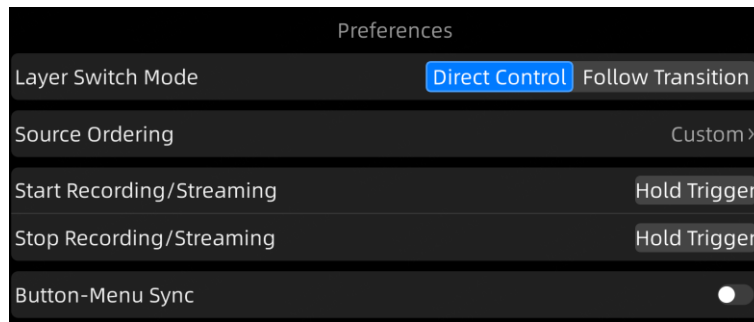 Preferences
Layer Switch Mode Direct Control Follow Transition
Source Ordering Custom >
Start Recording/Streaming Hold Trigger
Stop Recording/Streaming Hold Trigger
Button-Menu Sync